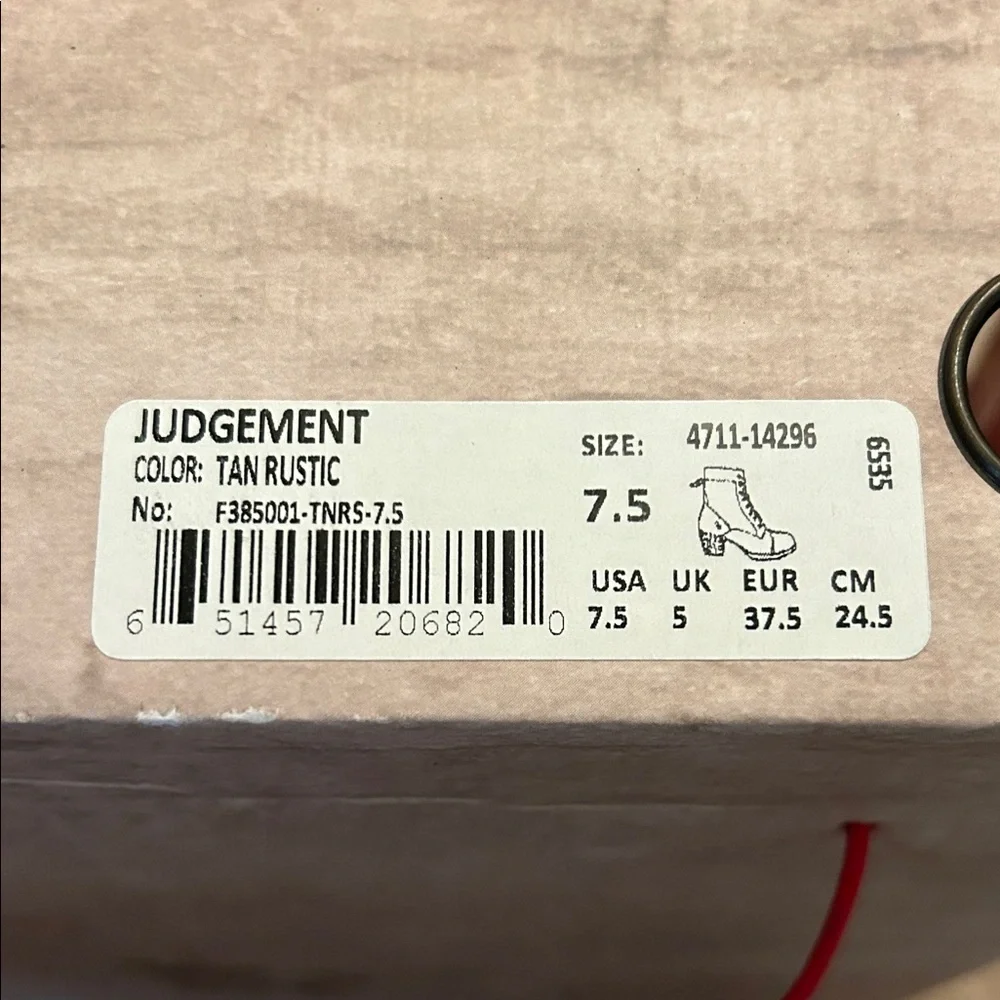 JUDGEMENT
COLOR: TAN RUSTIC
No: F385001-TNRS-7.5
6 51457 20682 0
SIZE: 4711-14296
7.5
USA UK EUR CM
7.5 5 37.5 24.5
6535